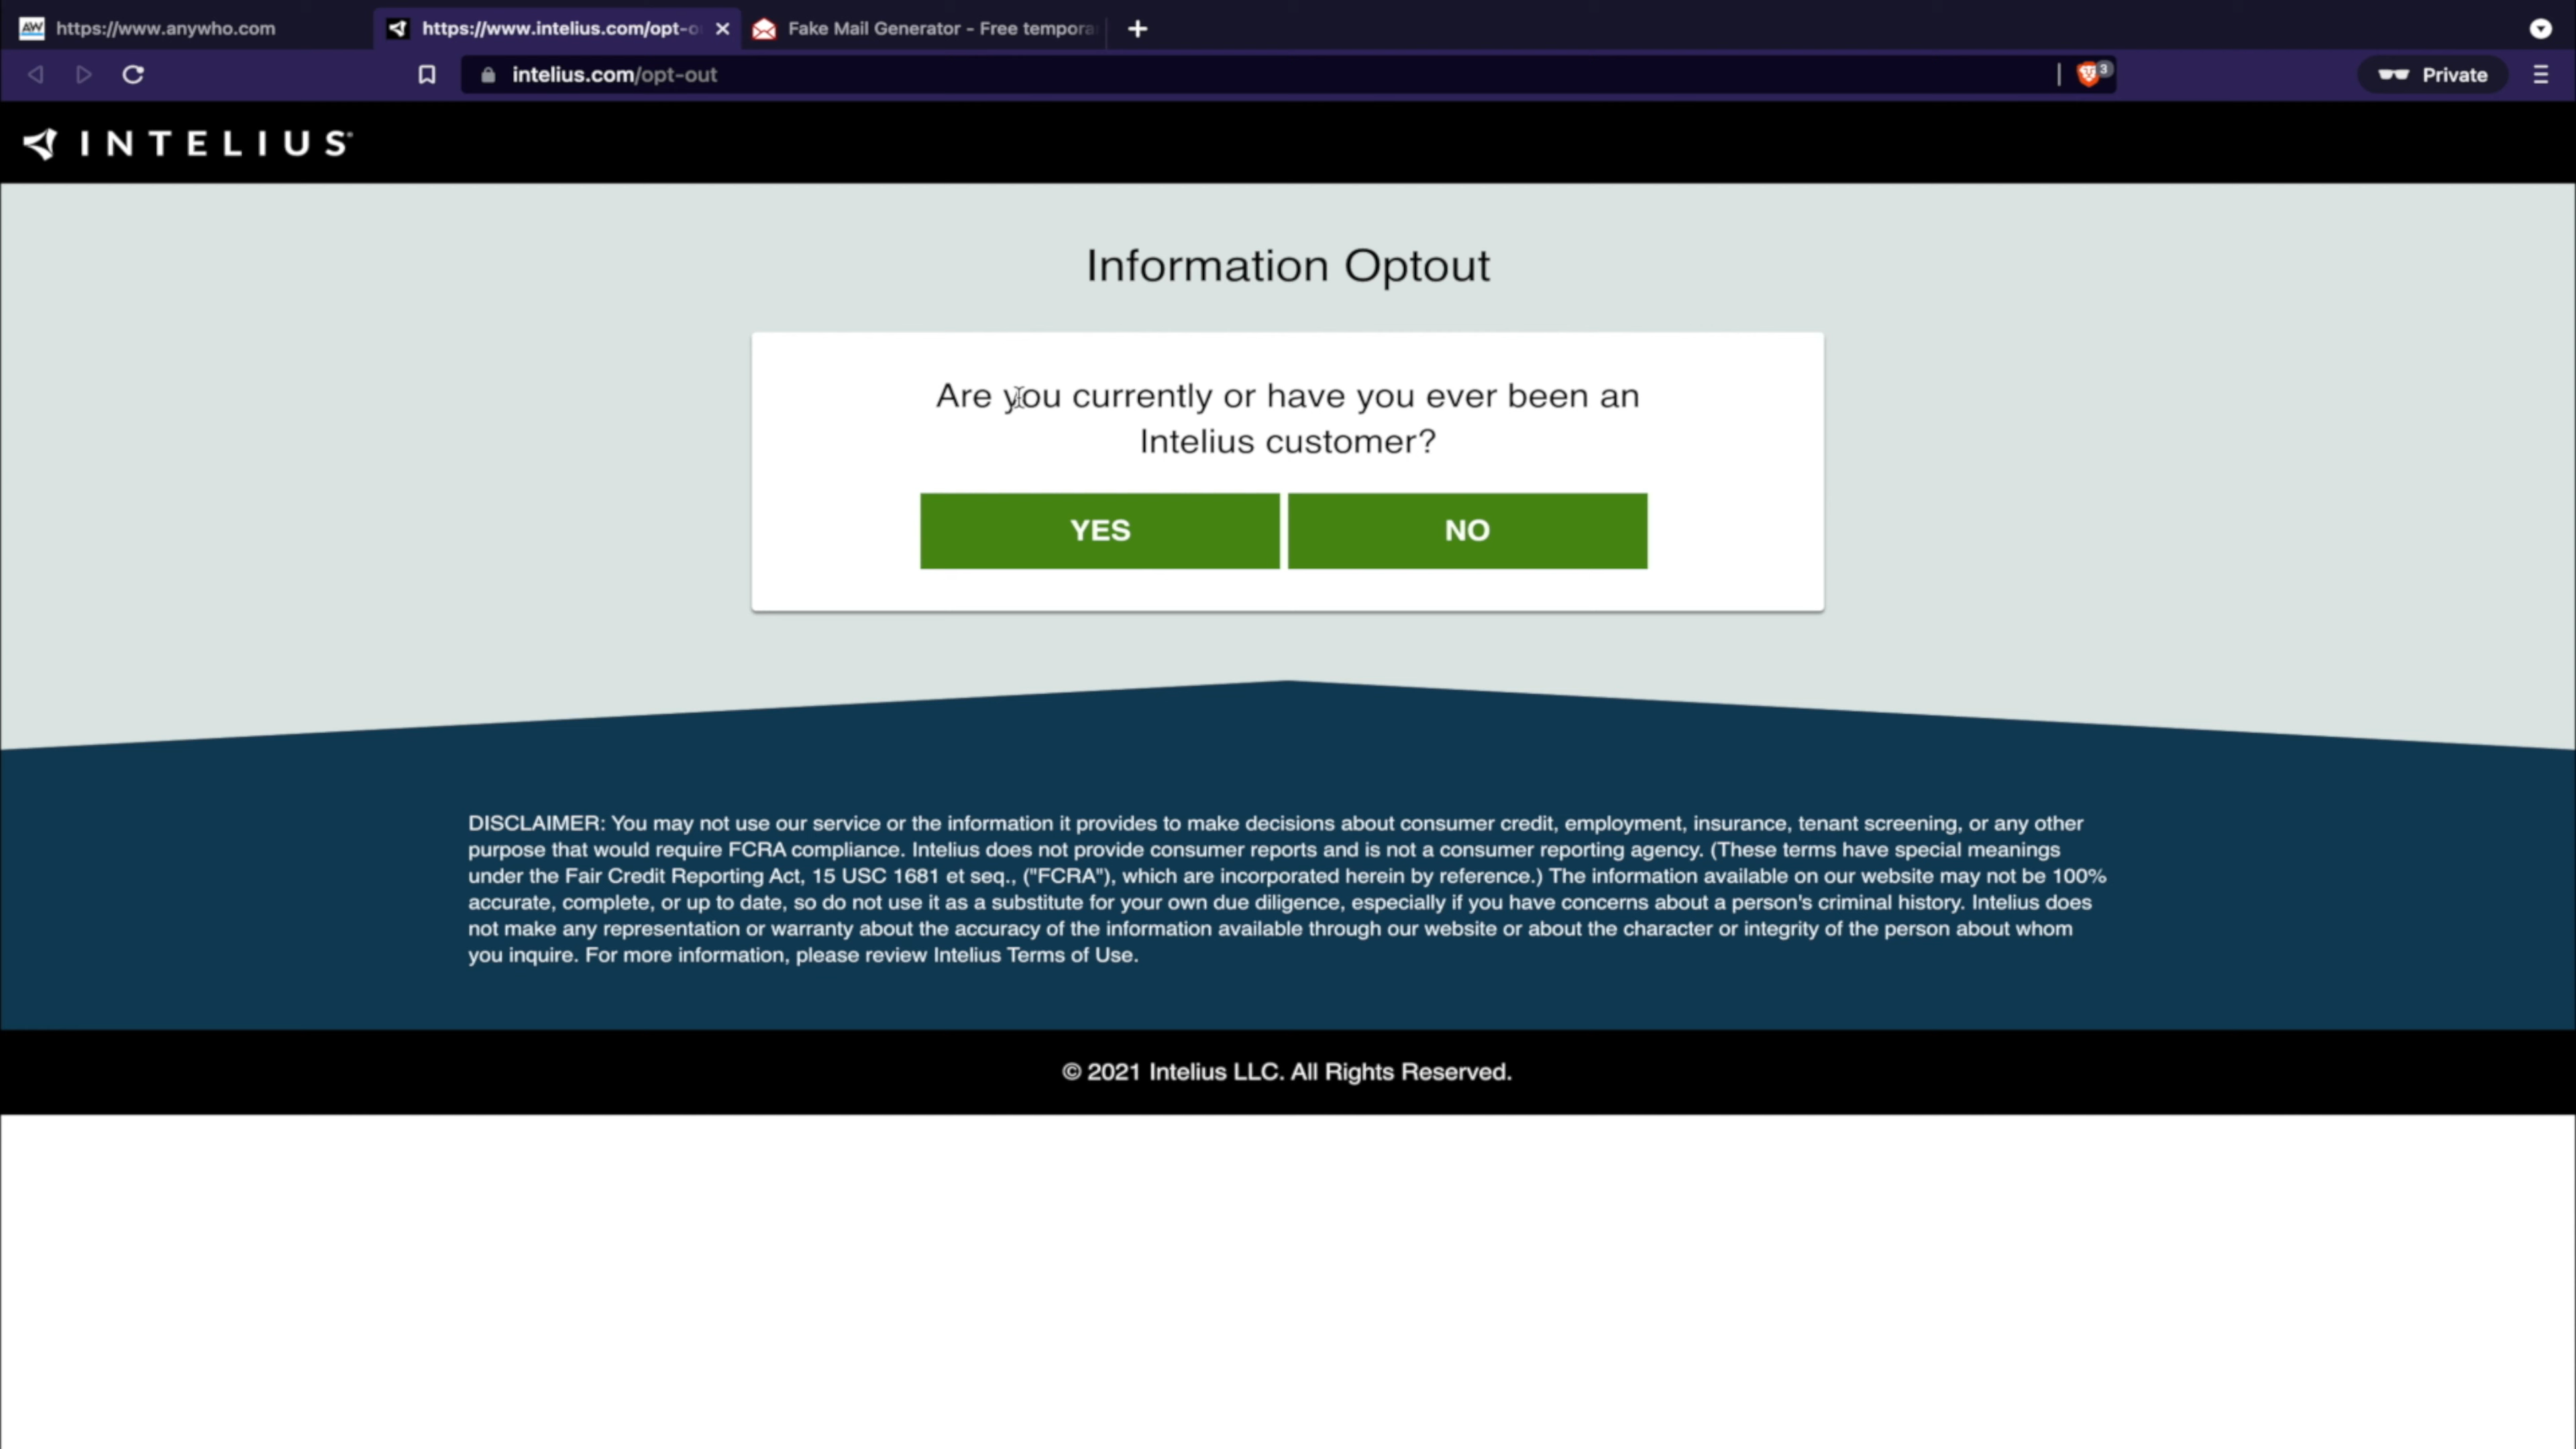 https://www.anywho.com
https://www.intelius.com/opt-o
Fake Mail Generator - Free tempora
intelius.com/opt-out
3
Private
INTELIUS
Information Optout
Are you currently or have you ever been an
Intelius customer?
YES
NO
DISCLAIMER: You may not use our service or the information it provides to make decisions about consumer credit, employment, insurance, tenant screening, or any other
purpose that would require FCRA compliance. Intelius does not provide consumer reports and is not a consumer reporting agency. (These terms have special meanings
under the Fair Credit Reporting Act, 15 USC 1681 et seq., ("FCRA"), which are incorporated herein by reference.) The information available on our website may not be 100%
accurate, complete, or up to date, so do not use it as a substitute for your own due diligence, especially if you have concerns about a person's criminal history. Intelius does
not make any representation or warranty about the accuracy of the information available through our website or about the character or integrity of the person about whom
you inquire. For more information, please review Intelius Terms of Use.
© 2021 Intelius LLC. All Rights Reserved.